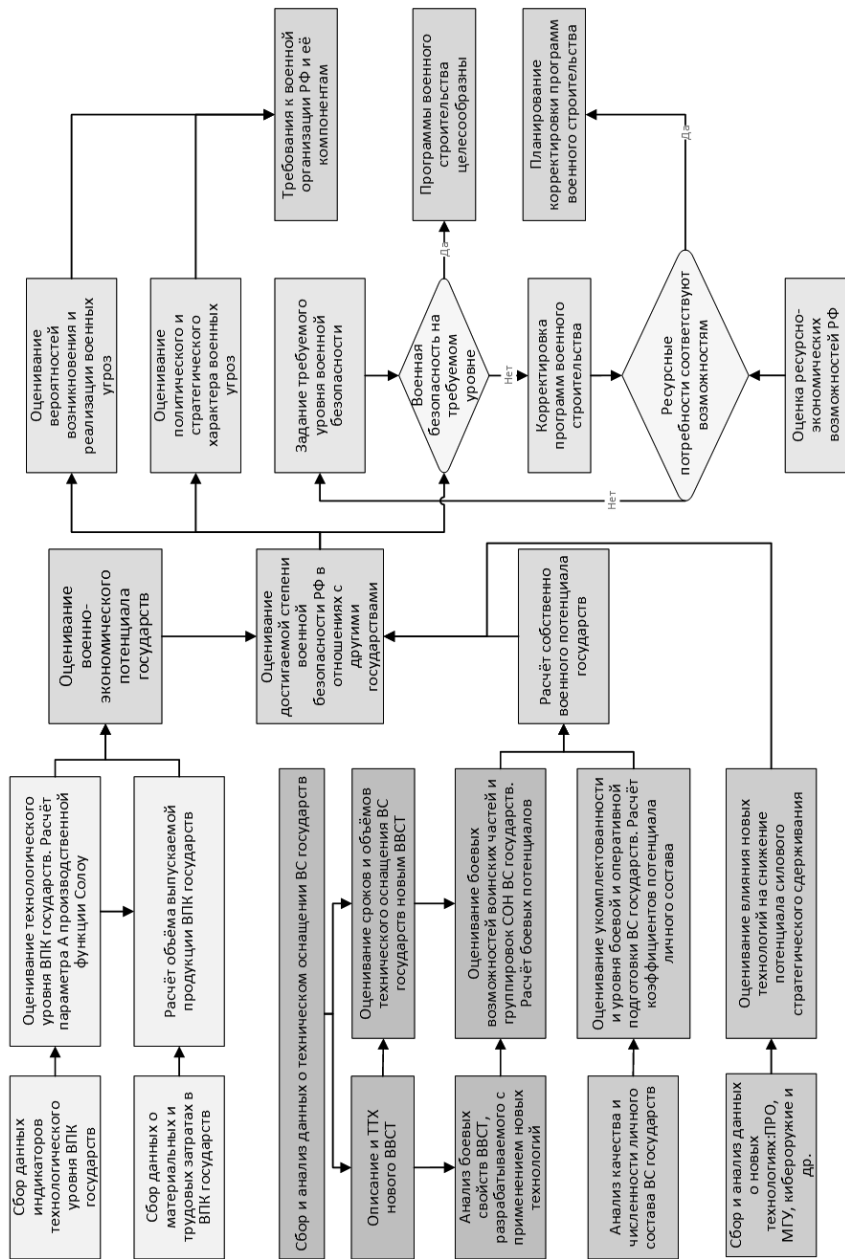 Сбор данных
индикаторов
технологического
уровня ВПК
государств
Оценивание технологического
уровня ВПК государств. Расчёт
параметра А производственной
функции Солоу
Сбор данных о
материальных и
трудовых затратах в
ВПК государств
Расчёт объёма выпускаемой
продукции ВПК государств
Сбор и анализ данных о техническом оснащении ВС государств
Описание и ТТХ
нового ВВСТ
Оценивание сроков и объёмов
технического оснащения ВС
государств новым ВВСТ
Анализ боевых
свойств ВВСТ,
разрабатываемого с
применением новых
технологий
Оценивание боевых
возможностей воинских частей и
группировок СОН ВС государств.
Расчёт боевых потенциалов
Анализ качества и
численности личного
состава ВС государств
Оценивание укомплектованности
и уровня боевой и оперативной
подготовки ВС государств. Расчёт
коэффициентов потенциала
личного состава
Сбор и анализ данных
о новых
технологиях:ПРО,
МГУ, кибероружие и
др.
Оценивание влияния новых
технологий на снижение
потенциала силового
стратегического сдерживания
Оценивание
военно-
экономического
потенциала
государств
Оценивание
достигаемой степени
военной
безопасности РФ в
отношениях с
другими
государствами
Расчёт собственно
военного потенциала
государств
Оценивание
вероятностей
возникновения и
реализации военных
угроз
Оценивание
политического и
стратегического
характера военных
угроз
Задание требуемого
уровня военной
безопасности
Военная
безопасность на
требуемом
уровне
Да
Нет
Корректировка
программ военного
строительства
Ресурсные
потребности соответствуют
возможностям
Нет
Да
Оценка ресурсно-
экономических
возможностей РФ
Требования к военной
организации РФ и её
компонентам
Программы военного
строительства
целесообразны
Планирование
корректировки программ
военного строительства